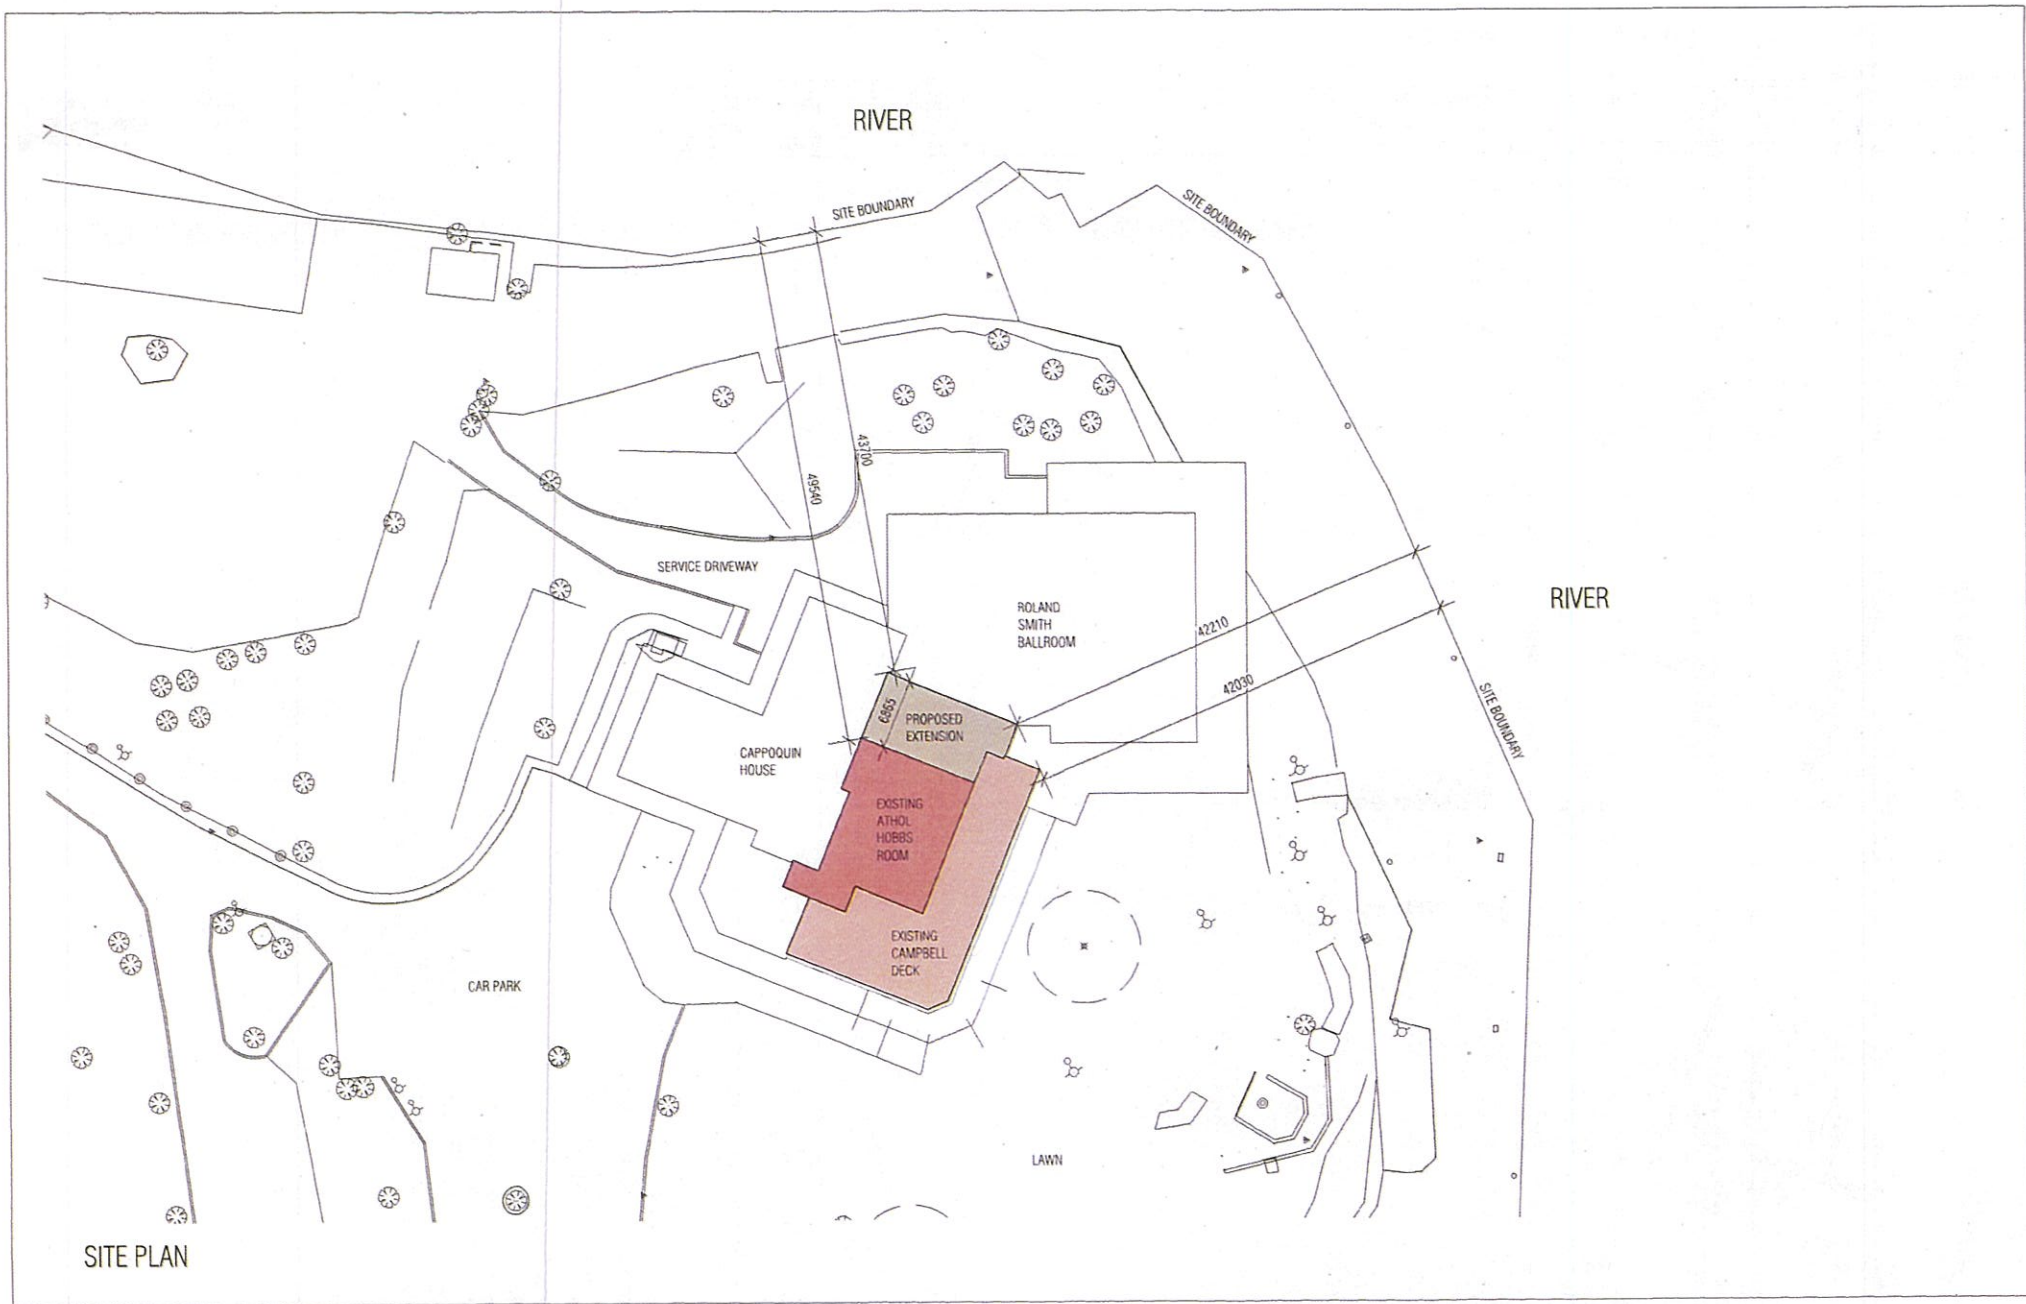 RIVER
SITE BOUNDARY
SITE BOUNDARY
43700
49540
SERVICE DRIVEWAY
ROLAND
SMITH
BALLROOM
RIVER
42210
42030
SITE BOUNDARY
6865
PROPOSED
EXTENSION
CAPPOQUIN
HOUSE
EXISTING
ATHOL
HOBBS
ROOM
EXISTING
CAMPBELL
DECK
CAR PARK
LAWN
SITE PLAN